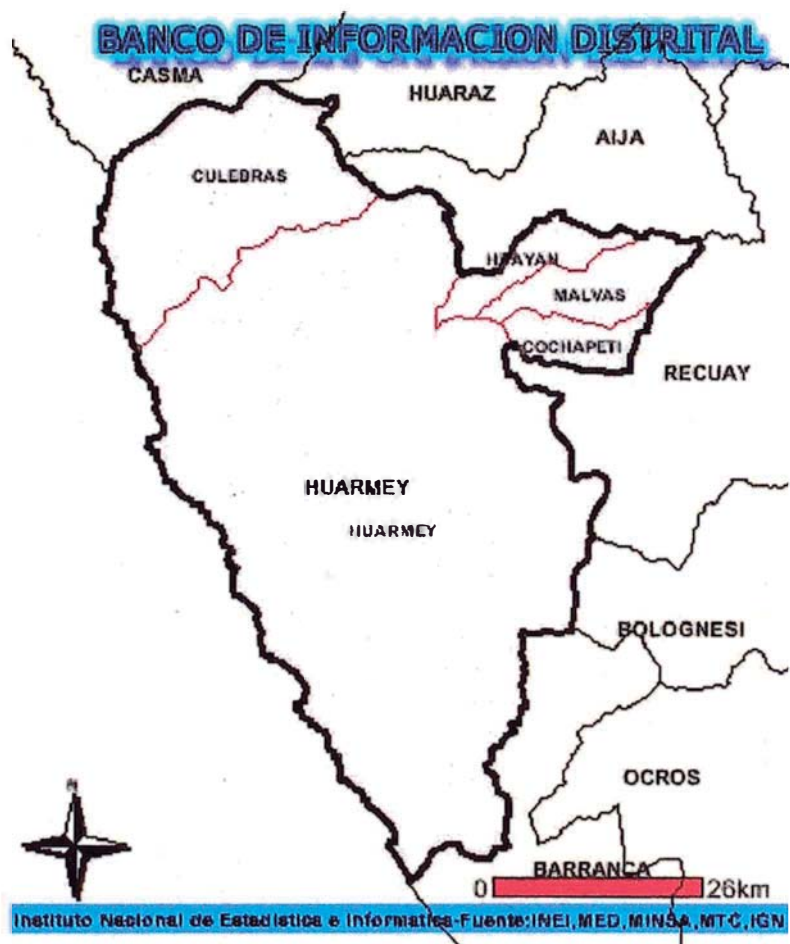 BANCO DE INFORMACION DISTRITAL
CASMA
HUARAZ
AIJA
CULEBRAS
HUAYAN
MALVAS
COCHAPETI
RECUAY
HUARMEY
HUARMEY
BOLOGNESI
OCROS
N
BARRANCA
0 26km
Instituto Nacional de Estadistica e Informatica-Fuente:INEI,MED,MINSA,MTC,IGN